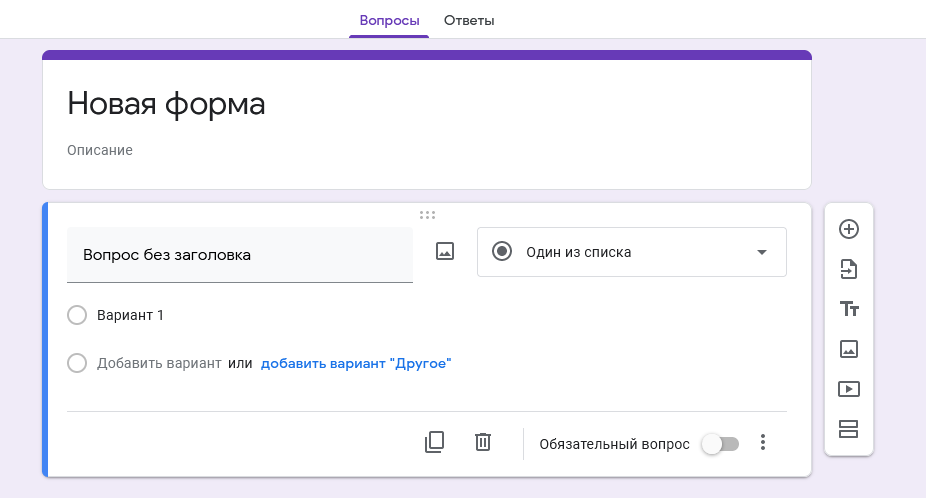 Вопросы Ответы
Новая форма
Описание
Вопрос без заголовка
Один из списка
Вариант 1
Добавить вариант или добавить вариант "Другое"
Обязательный вопрос